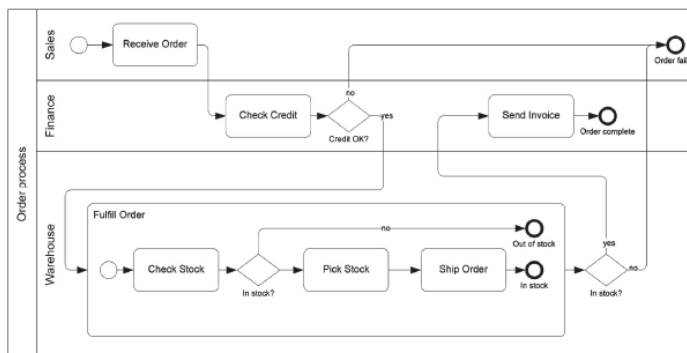 Order process
Sales
Receive Order
Order fail
no
Finance
Check Credit
yes
Credit OK?
Send Invoice
Order complete
Warehouse
Fulfill Order
no
Out of stock
yes
Check Stock
In stock?
Pick Stock
Ship Order
In stock
no
In stock?